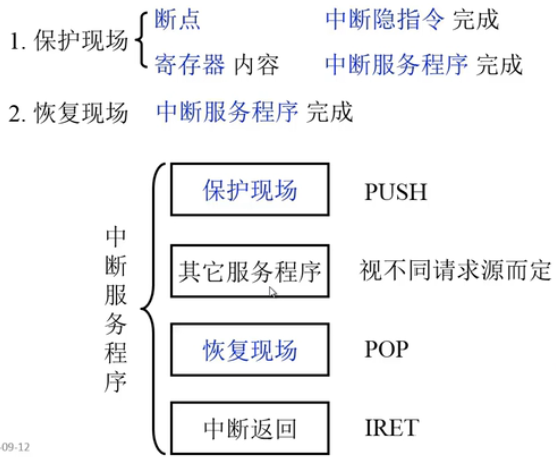 1. 保护现场 断点 中断隐指令 完成
寄存器 内容 中断服务程序 完成
2. 恢复现场 中断服务程序 完成
中断服务程序
保护现场 PUSH
其它服务程序 视不同请求源而定
恢复现场 POP
中断返回 IRET
-09-12